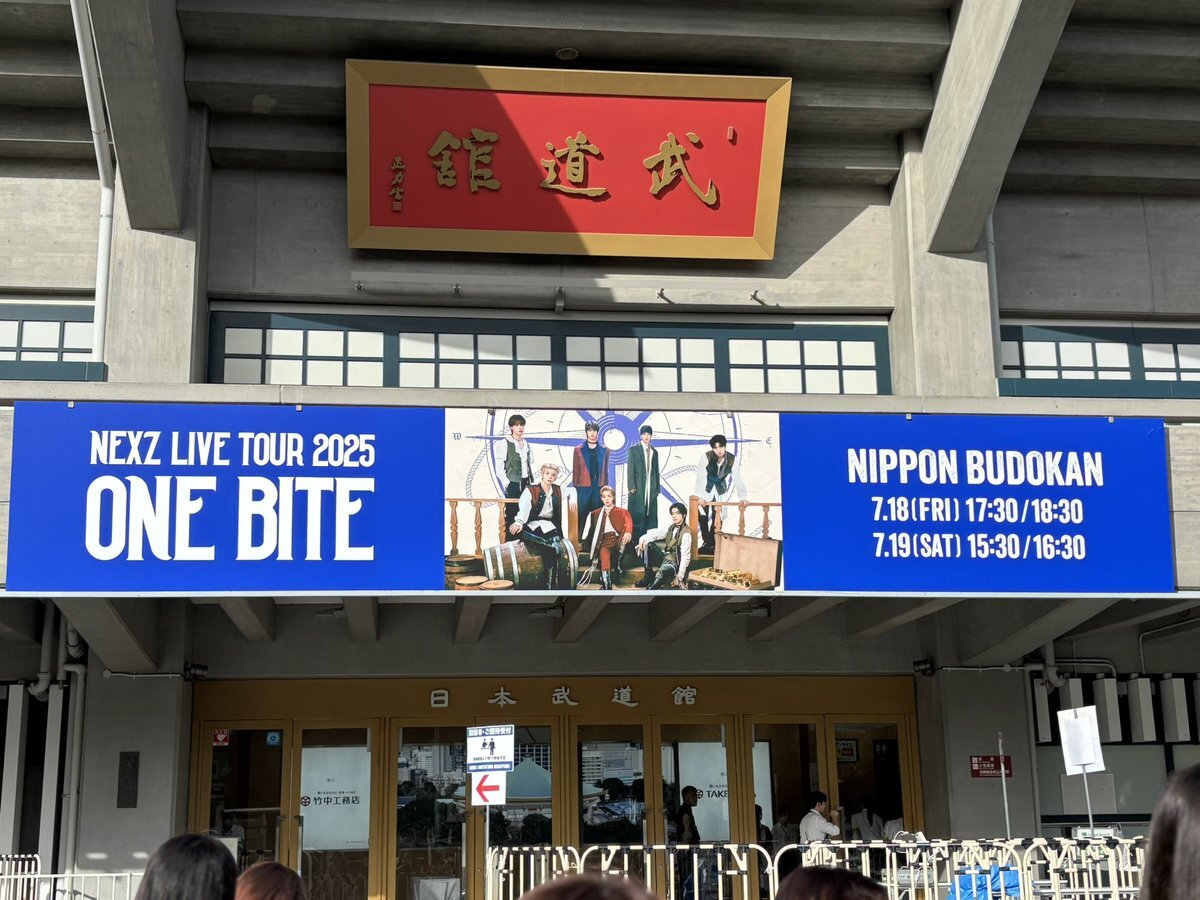 武道館
正力書
NEXZ LIVE TOUR 2025
ONE BITE
W
E
NIPPON BUDOKAN
7.18(FRI) 17:30/18:30
7.19(SAT) 15:30/16:30
日本武道館
竹中工務店
TAKE